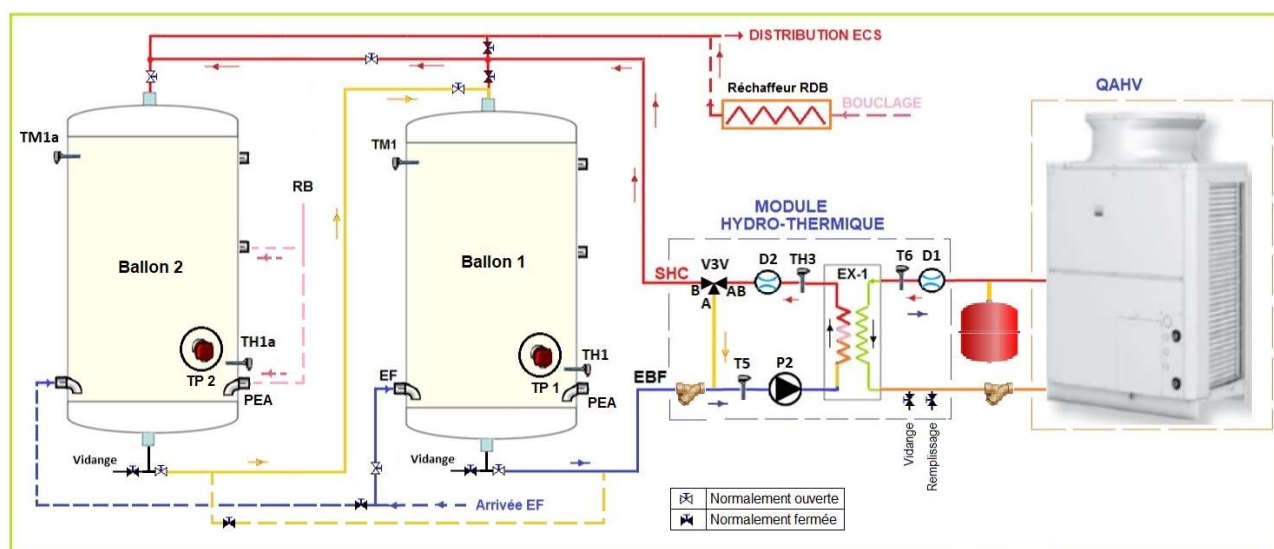 DISTRIBUTION ECS
Réchaffeur RDB
BOUCLAGE
QAHV
TM1a
TM1
RB
MODULE
HYDRO-THERMIQUE
Ballon 2
Ballon 1
SHC
V3V
B
A
AB
D2
TH3
EX-1
T6
D1
TH1a
TH1
TP 2
TP 1
EF
PEA
PEA
EBF
T5
P2
Vidange
Vidange
Vidange
Remplissage
Arrivée EF
Normalement ouverte
Normalement fermée